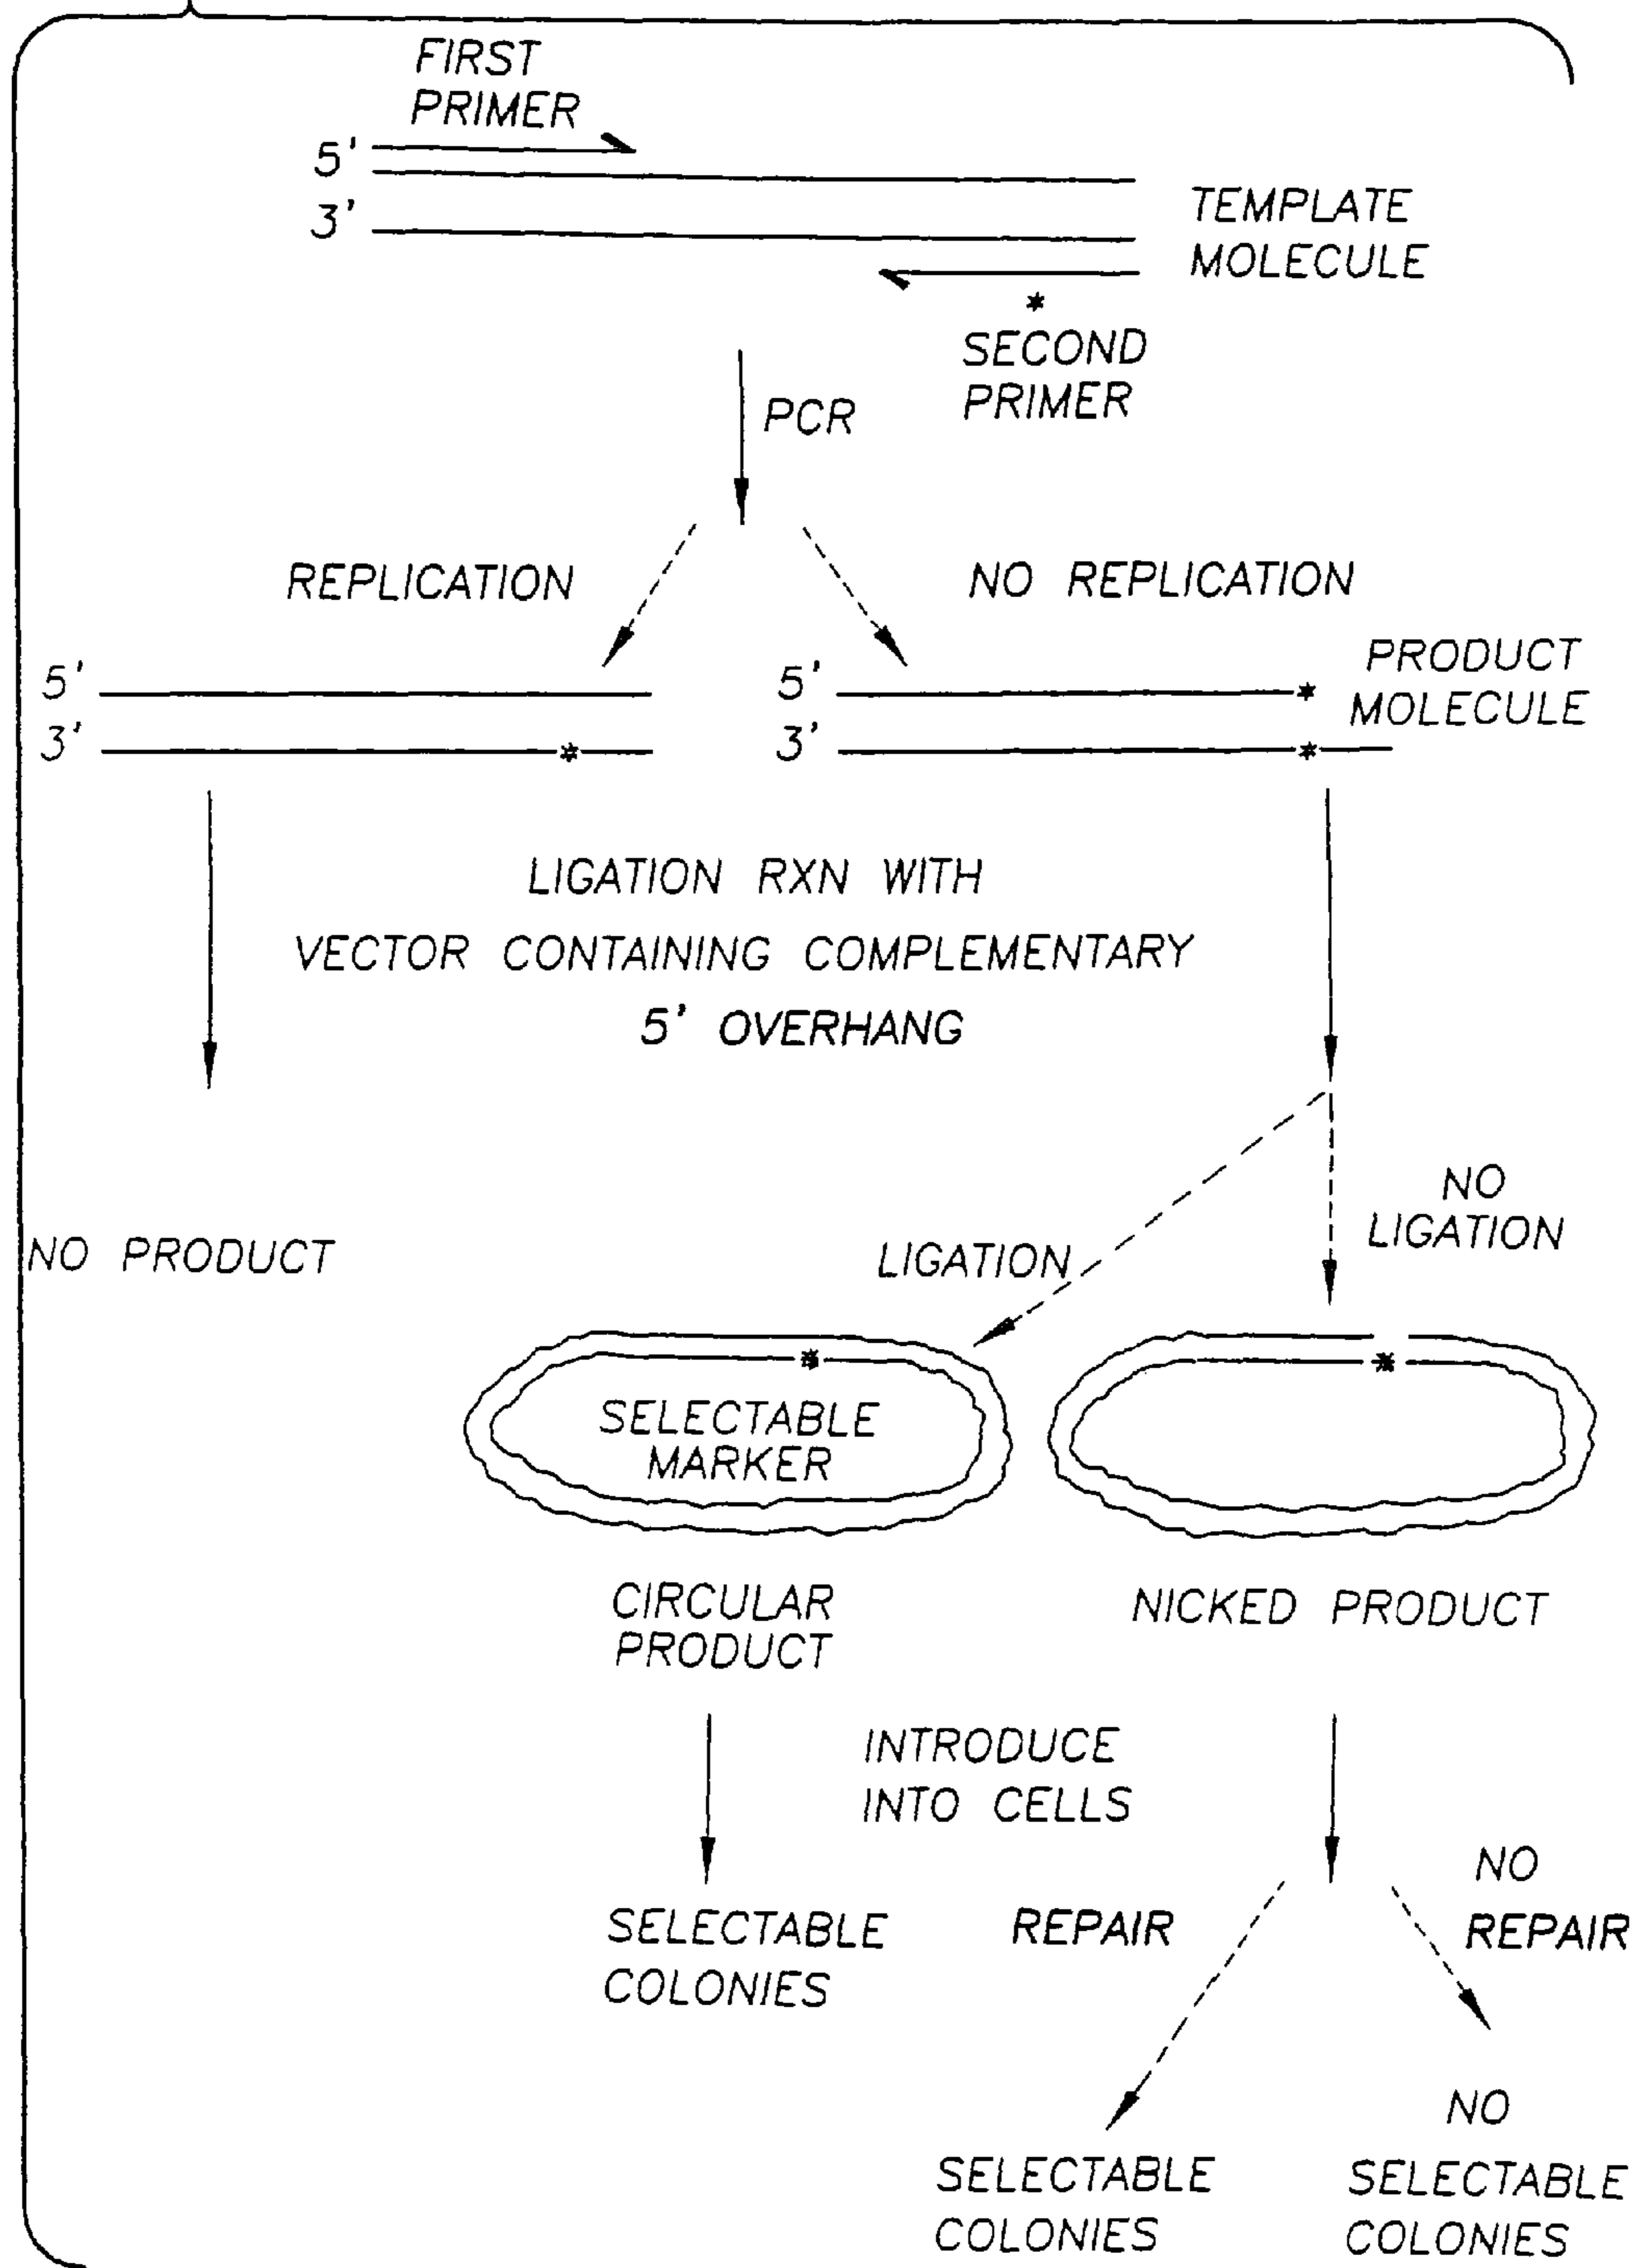 FIRST
PRIMER
5'
3'
TEMPLATE
MOLECULE
*
SECOND
PRIMER
PCR
REPLICATION
NO REPLICATION
5'
3'
*
5'
3'
*
*
PRODUCT
MOLECULE
LIGATION RXN WITH
VECTOR CONTAINING COMPLEMENTARY
5' OVERHANG
NO PRODUCT
LIGATION
NO
LIGATION
*
SELECTABLE
MARKER
*
CIRCULAR
PRODUCT
NICKED PRODUCT
INTRODUCE
INTO CELLS
SELECTABLE
COLONIES
REPAIR
NO
REPAIR
SELECTABLE
COLONIES
NO
SELECTABLE
COLONIES